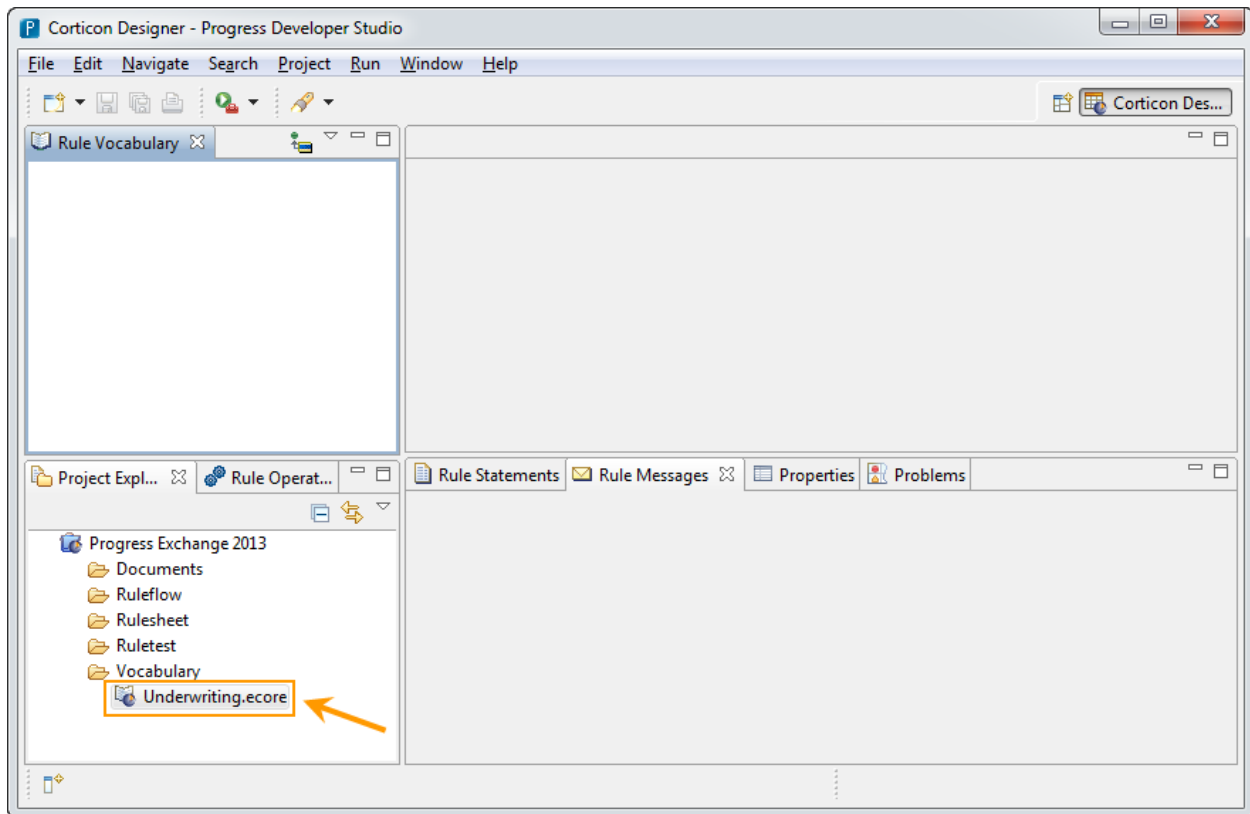 Corticon Designer - Progress Developer Studio
File Edit Navigate Search Project Run Window Help
Corticon Des...
Rule Vocabulary
Project Expl... Rule Operat...
Rule Statements Rule Messages Properties Problems
Progress Exchange 2013
Documents
Ruleflow
Rulesheet
Ruletest
Vocabulary
Underwriting.ecore